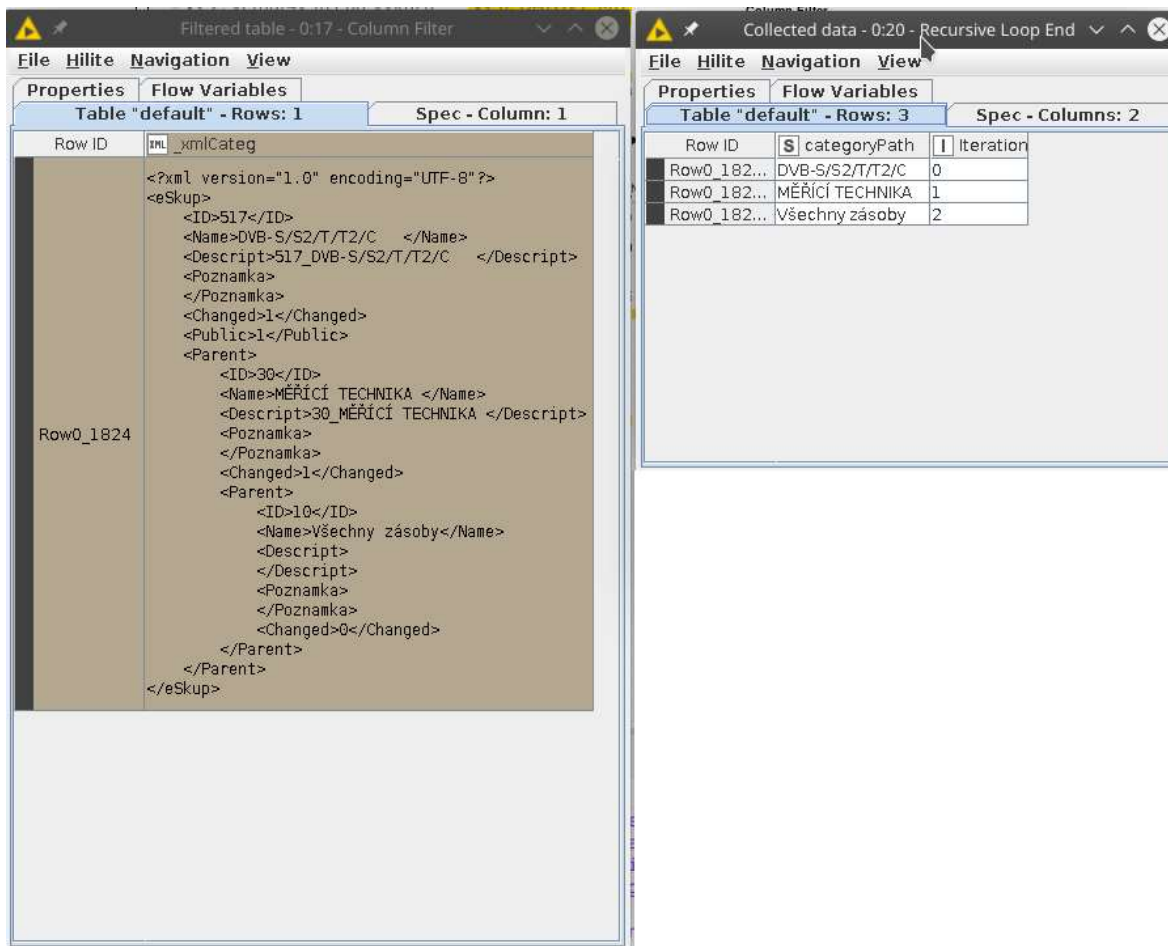 Filtered table - 0:17 - Column Filter
File Hilite Navigation View
Properties Flow Variables
Table "default" - Rows: 1 Spec - Column: 1
Row ID XML _xmlCateg
Row0_1824
<?xml version="1.0" encoding="UTF-8"?>
<eSkup>
<ID>517</ID>
<Name>DVB-S/S2/T/T2/C </Name>
<Descript>517_DVB-S/S2/T/T2/C </Descript>
<Poznamka>
</Poznamka>
<Changed>1</Changed>
<Public>1</Public>
<Parent>
<ID>30</ID>
<Name>MĚŘÍCÍ TECHNIKA </Name>
<Descript>30_MĚŘÍCÍ TECHNIKA </Descript>
<Poznamka>
</Poznamka>
<Changed>1</Changed>
<Parent>
<ID>10</ID>
<Name>Všechny zásoby</Name>
<Descript>
</Descript>
<Poznamka>
</Poznamka>
<Changed>0</Changed>
</Parent>
</Parent>
</eSkup>
Column Filter
Collected data - 0:20 - Recursive Loop End
File Hilite Navigation View
Properties Flow Variables
Table "default" - Rows: 3 Spec - Columns: 2
Row ID S categoryPath I Iteration
Row0_182... DVB-S/S2/T/T2/C 0
Row0_182... MĚŘÍCÍ TECHNIKA 1
Row0_182... Všechny zásoby 2